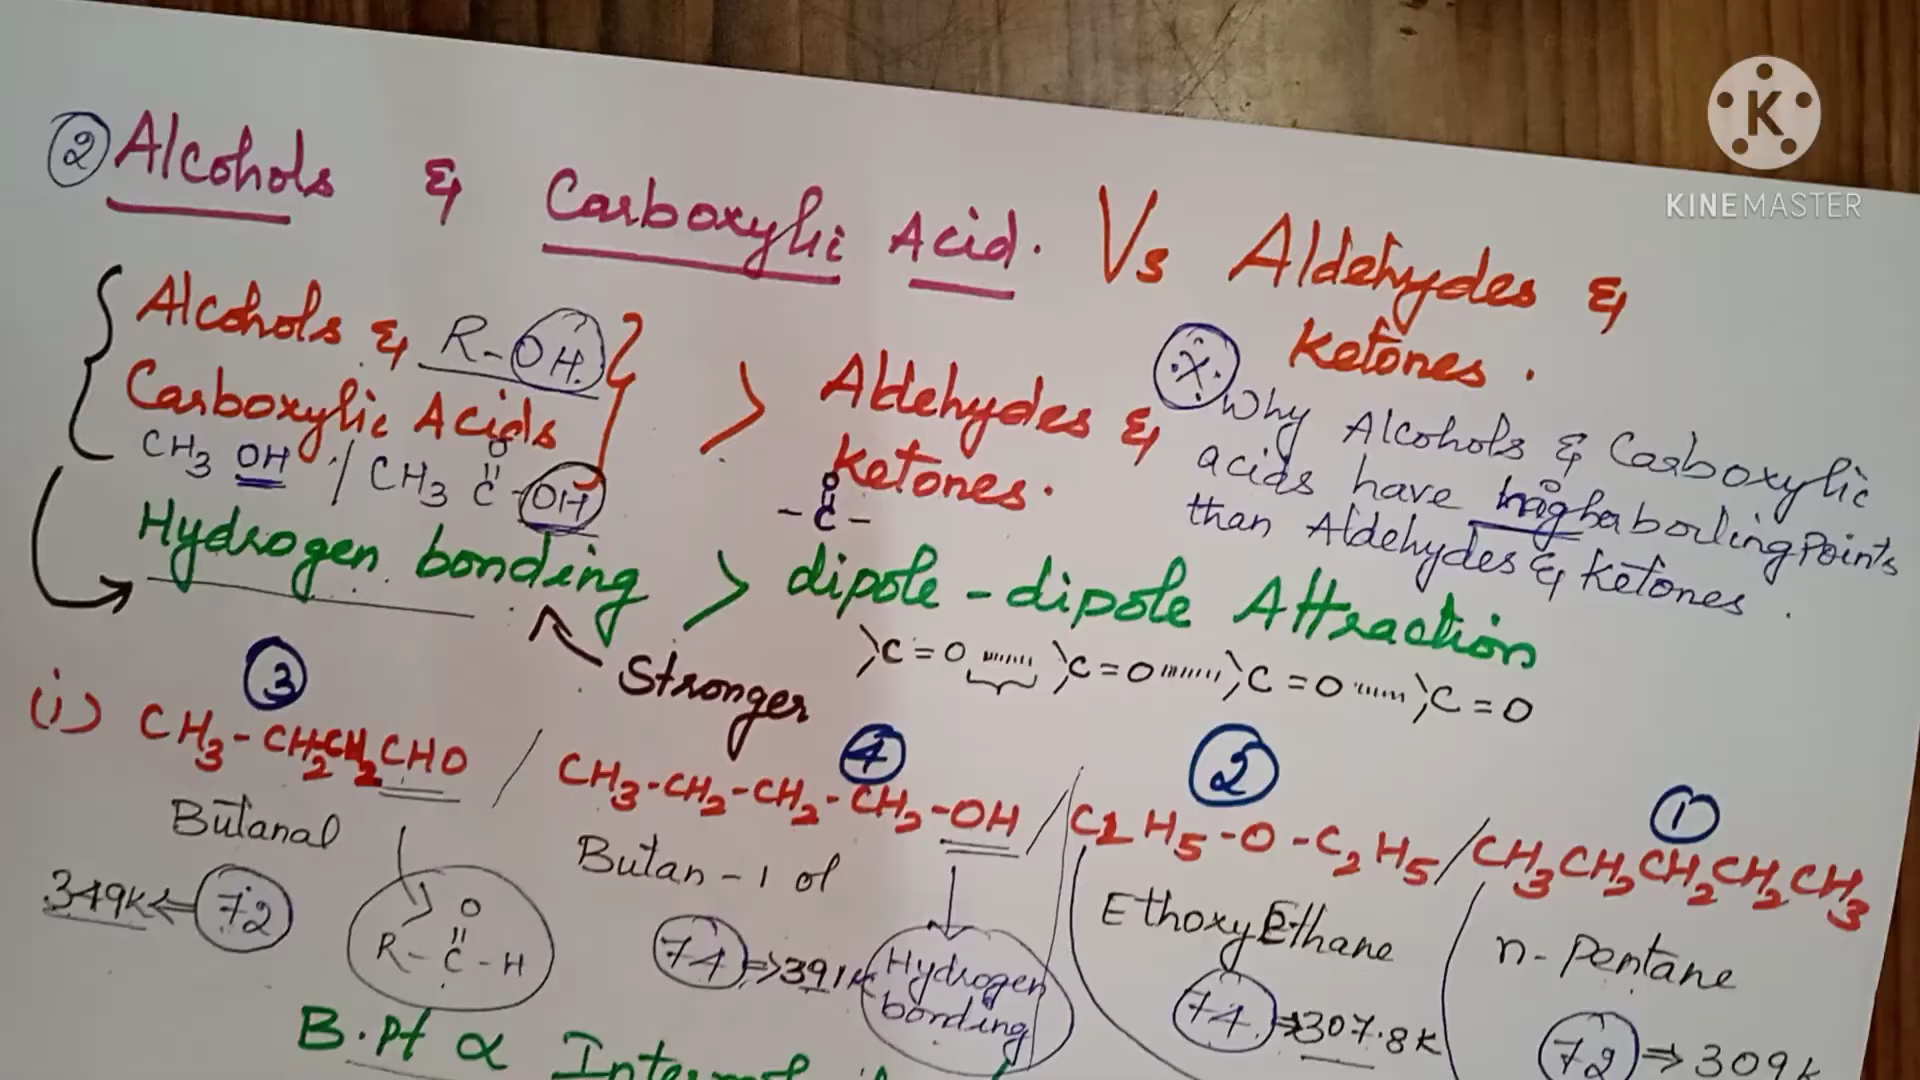 K
KINEMASTER
② Alcohols & Carboxylic Acid. Vs Aldehydes &
Ketones.
Alcohols & R-OH
Carboxylic Acids
> Aldehydes &
Ketones.
CH3 OH / CH3 C-OH
O
O
-C-
Why Alcohols & Carboxylic
acids have higher boiling points
than Aldehydes & Ketones.
Hydrogen bonding > dipole-dipole Attraction
Stronger
C=O C=O C=O C=O
③ ④ ② ①
(i) CH3-CH2CH2CHO / CH3-CH2-CH2-CH2-OH / C2H5-O-C2H5 / CH3CH2CH2CH2CH3
Butanal
Butan-1 ol
EthoxyEthane
n-Pentane
349K ⇐ 72
O
R-C-H
74 ⇒ 391K
Hydrogen
bonding
74 ⇒ 307.8K
72 ⇒ 309K
B.Pt ∝